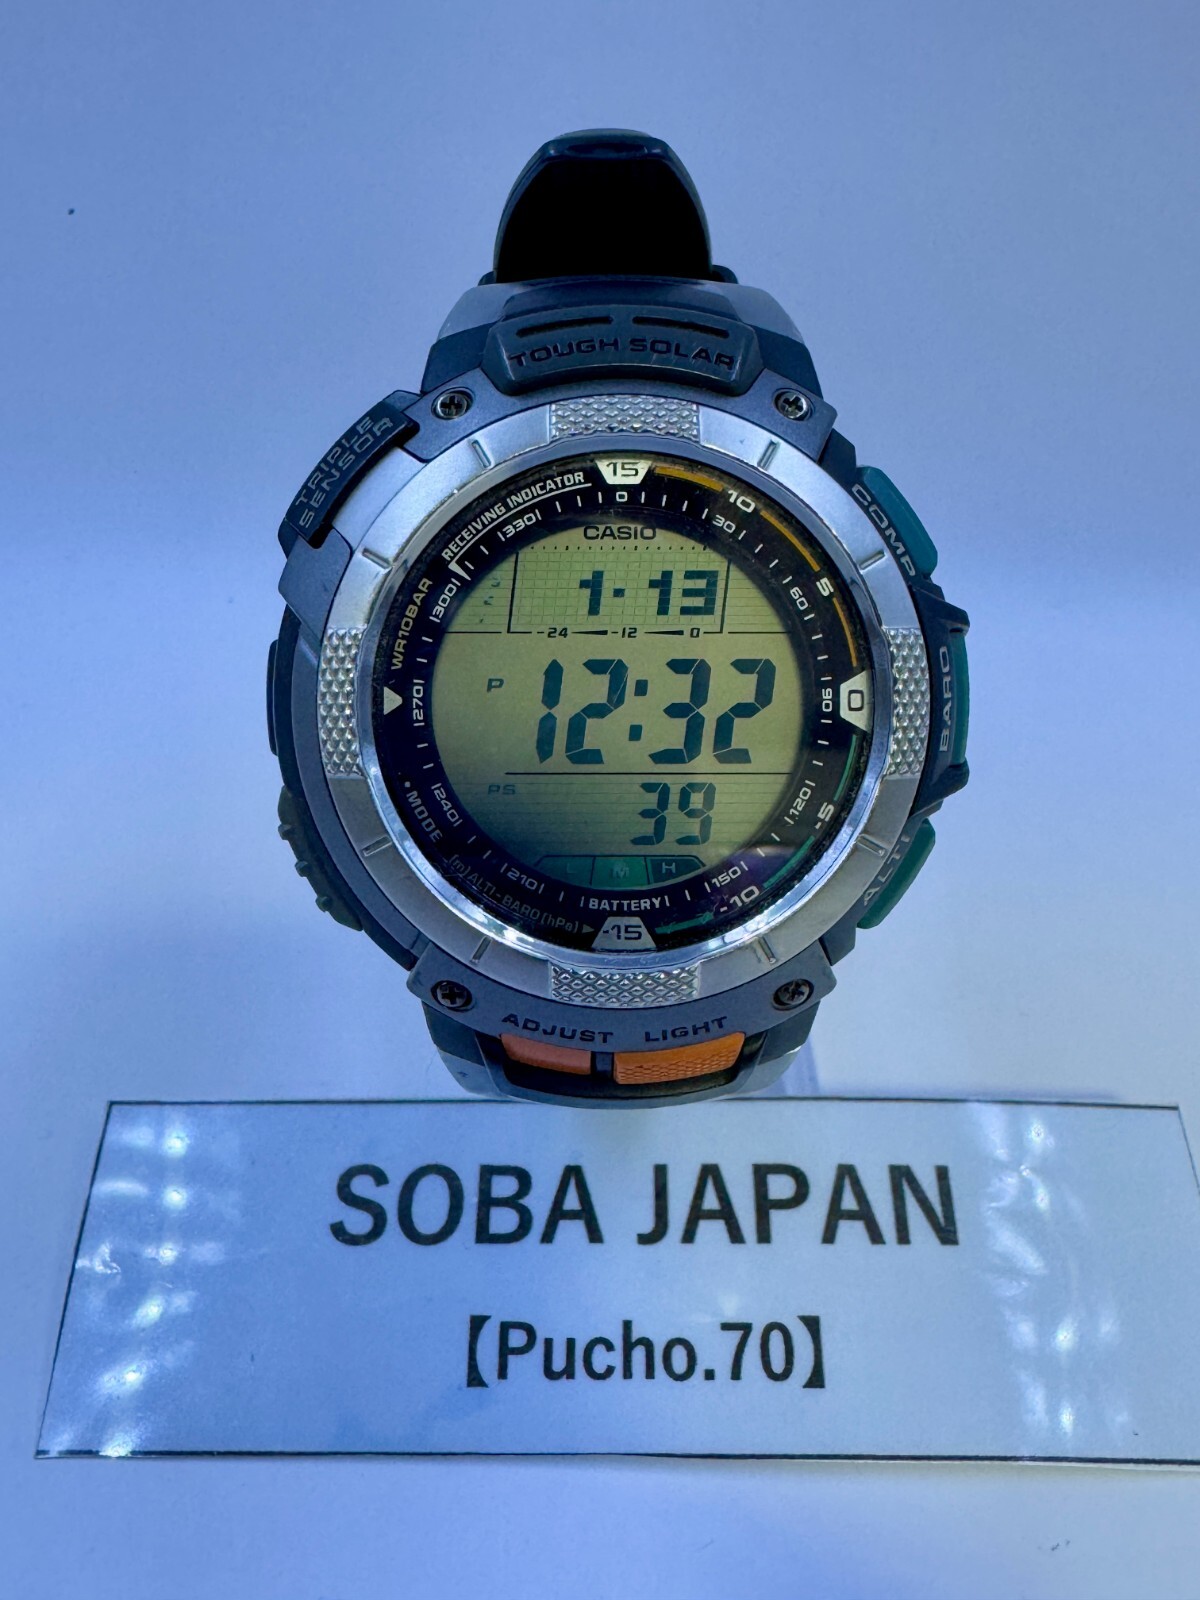 TOUGH SOLAR
TRIPLE
SENSOR
COMP
BARO
ALTI
RECEIVING INDICATOR
WR10BAR
• MODE
(m)ALTI-BARO(hPa)▶
15
10
5
0
-5
-10
-15
0
30
60
90
120
150
210
240
270
300
330
CASIO
1-13
-24 -12 0
P 12:32
PS 39
L M H
BATTERY
ADJUST LIGHT
SOBA JAPAN
【Pucho.70】